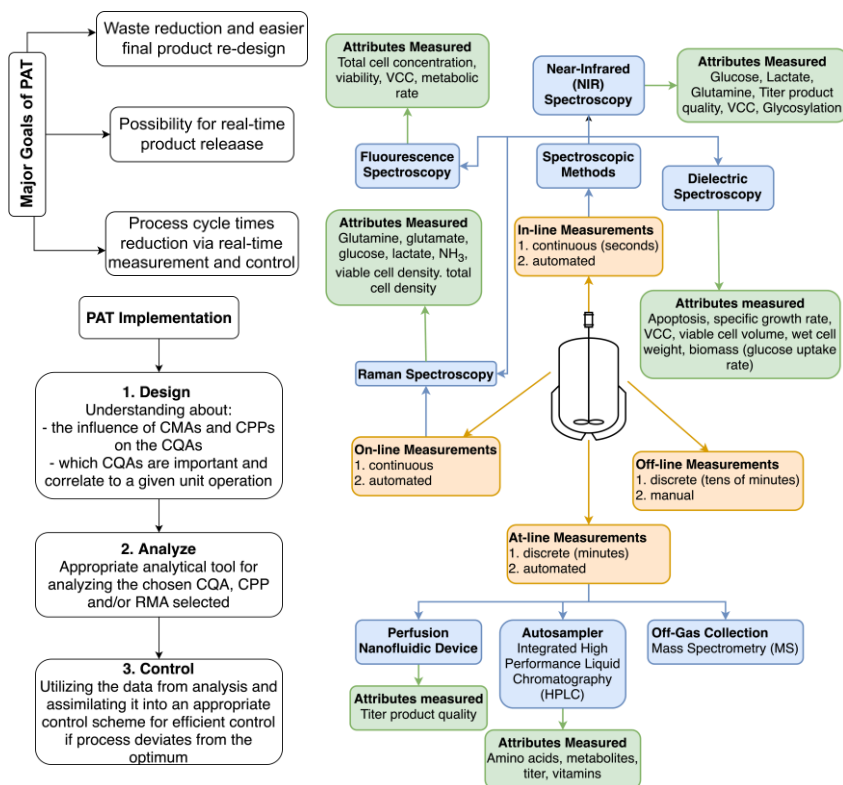 Major Goals of PAT
Waste reduction and easier
final product re-design
Possibility for real-time
product releaase
Process cycle times
reduction via real-time
measurement and control
PAT Implementation
1. Design
Understanding about:
- the influence of CMAs and CPPs
on the CQAs
- which CQAs are important and
correlate to a given unit operation
2. Analyze
Appropriate analytical tool for
analyzing the chosen CQA, CPP
and/or RMA selected
3. Control
Utilizing the data from analysis and
assimilating it into an appropriate
control scheme for efficient control
if process deviates from the
optimum
Attributes Measured
Total cell concentration,
viability, VCC, metabolic
rate
Near-Infrared
(NIR)
Spectroscopy
Attributes Measured
Glucose, Lactate,
Glutamine, Titer product
quality, VCC, Glycosylation
Fluourescence
Spectroscopy
Spectroscopic
Methods
Dielectric
Spectroscopy
Attributes Measured
Glutamine, glutamate,
glucose, lactate, NH₃,
viable cell density. total
cell density
In-line Measurements
1. continuous (seconds)
2. automated
Attributes measured
Apoptosis, specific growth rate,
VCC, viable cell volume, wet cell
weight, biomass (glucose uptake
rate)
Raman Spectroscopy
On-line Measurements
1. continuous
2. automated
Off-line Measurements
1. discrete (tens of minutes)
2. manual
At-line Measurements
1. discrete (minutes)
2. automated
Perfusion
Nanofluidic Device
Autosampler
Integrated High
Performance Liquid
Chromatography
(HPLC)
Off-Gas Collection
Mass Spectrometry (MS)
Attributes measured
Titer product quality
Attributes Measured
Amino acids, metabolites,
titer, vitamins